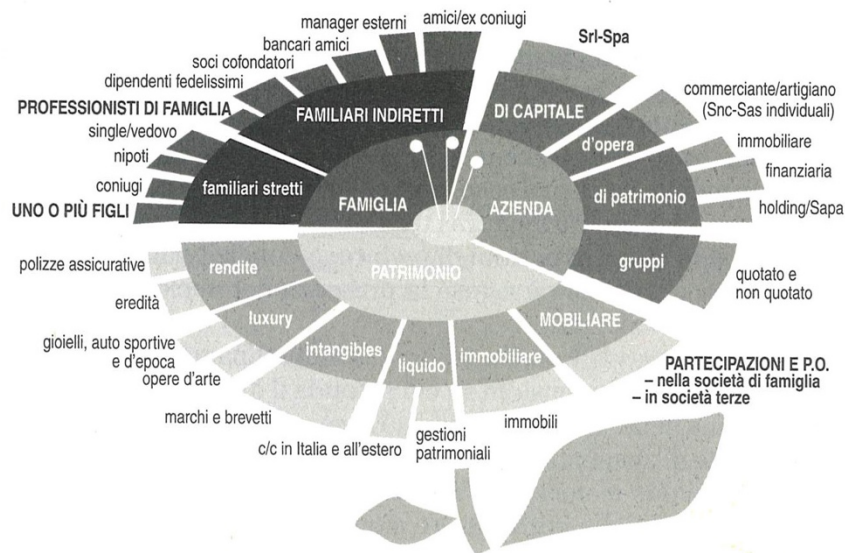 manager esterni
amici/ex coniugi
bancari amici
soci cofondatori
dipendenti fedelissimi
PROFESSIONISTI DI FAMIGLIA
single/vedovo
nipoti
coniugi
UNO O PIÙ FIGLI
FAMILIARI INDIRETTI
familiari stretti
FAMIGLIA
Srl-Spa
commerciante/artigiano
(Snc-Sas individuali)
immobiliare
finanziaria
holding/Sapa
quotato e
non quotato
DI CAPITALE
d'opera
di patrimonio
gruppi
AZIENDA
PATRIMONIO
rendite
luxury
intangibles
liquido
immobiliare
MOBILIARE
polizze assicurative
eredità
gioielli, auto sportive
e d'epoca
opere d'arte
marchi e brevetti
c/c in Italia e all'estero
gestioni
patrimoniali
immobili
PARTECIPAZIONI E P.O.
– nella società di famiglia
– in società terze